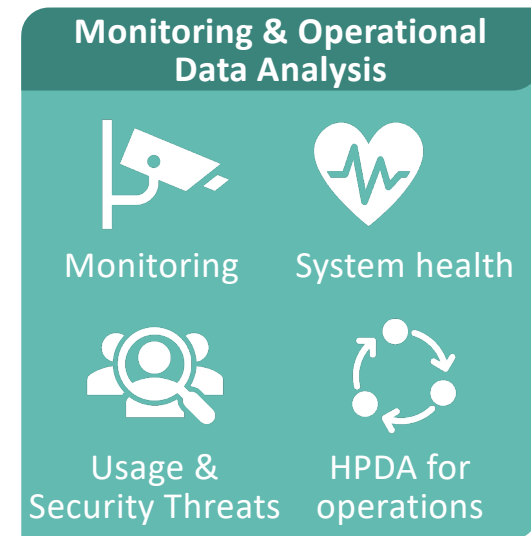 Monitoring & Operational
Data Analysis
Monitoring
System health
Usage &
Security Threats
HPDA for
operations